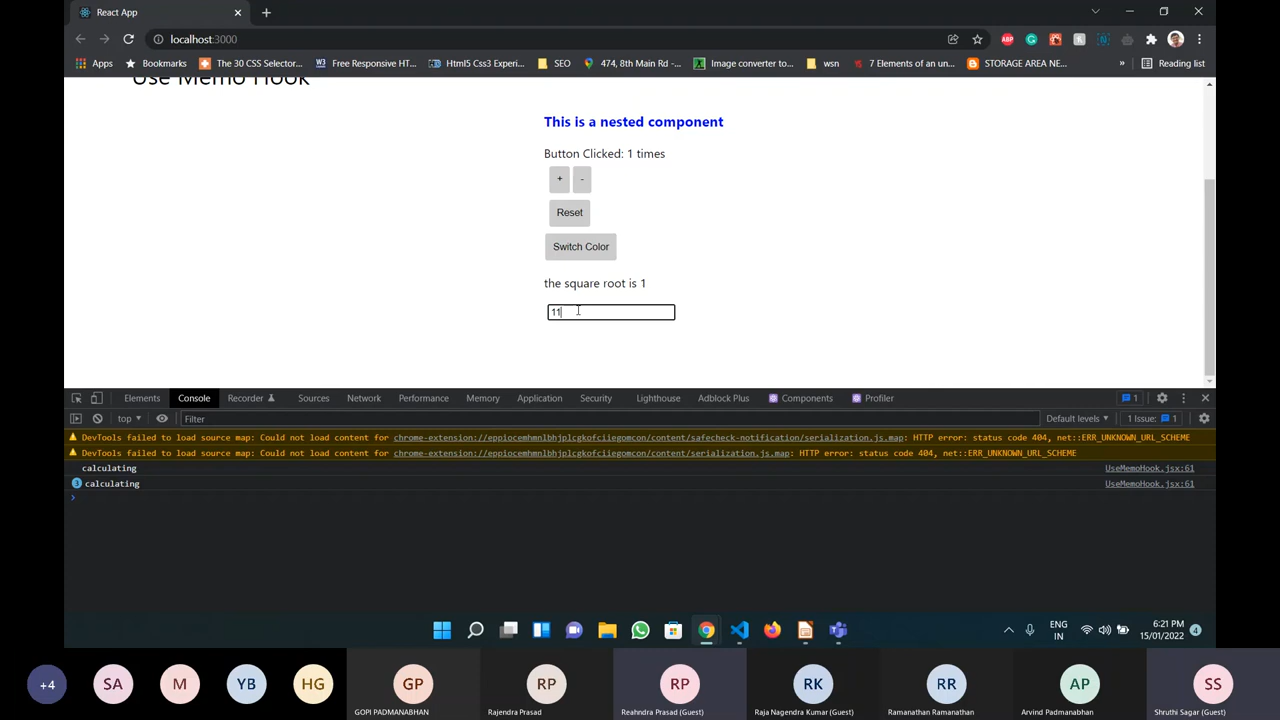 React App
localhost:3000
Apps
Bookmarks
The 30 CSS Selector...
Free Responsive HT...
Html5 Css3 Experi...
SEO
474, 8th Main Rd -...
Image converter to...
wsn
7 Elements of an un...
STORAGE AREA NE...
»
Reading list
Use Memo Hook
This is a nested component
Button Clicked: 1 times
+ -
Reset
Switch Color
the square root is 1
11
Elements Console Recorder Sources Network Performance Memory Application Security Lighthouse Adblock Plus Components Profiler 1
top Filter Default levels 1 Issue: 1
DevTools failed to load source map: Could not load content for chrome-extension://eppiocemhmnlbhjplcgkofciiegomcon/content/safecheck-notification/serialization.js.map: HTTP error: status code 404, net::ERR_UNKNOWN_URL_SCHEME
DevTools failed to load source map: Could not load content for chrome-extension://eppiocemhmnlbhjplcgkofciiegomcon/content/serialization.js.map: HTTP error: status code 404, net::ERR_UNKNOWN_URL_SCHEME
calculating UseMemoHook.jsx:61
3 calculating UseMemoHook.jsx:61
ENG
IN
6:21 PM
15/01/2022
4
+4 SA M YB HG GP RP RP RK RR AP SS
GOPI PADMANABHAN Rajendra Prasad Reahndra Prasad (Guest) Raja Nagendra Kumar (Guest) Ramanathan Ramanathan Arvind Padmanabhan Shruthi Sagar (Guest)